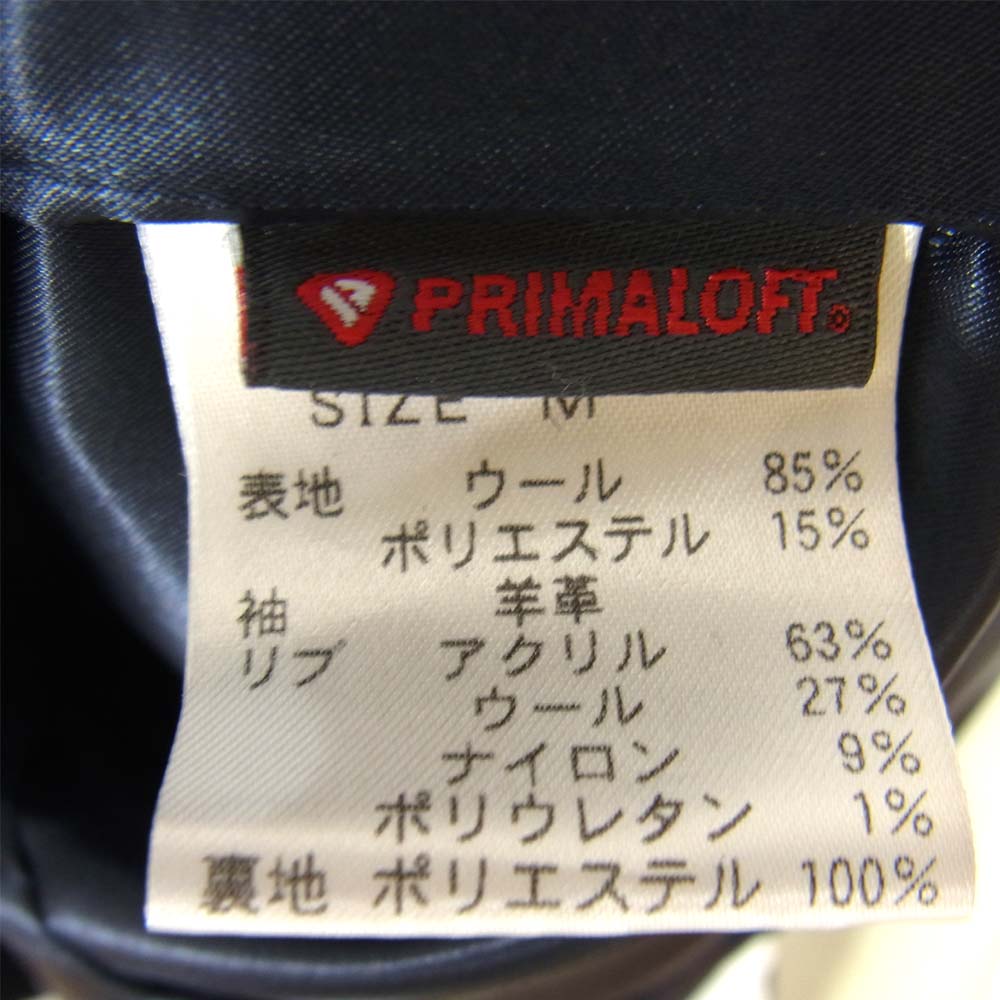 PRIMALOFT®
SIZE M
表地 ウール 85%
ポリエステル 15%
袖 羊革
リブ アクリル 63%
ウール 27%
ナイロン 9%
ポリウレタン 1%
裏地 ポリエステル 100%